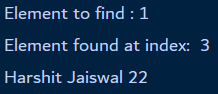 Element to find : 1
Element found at index:  3
Harshit Jaiswal 22